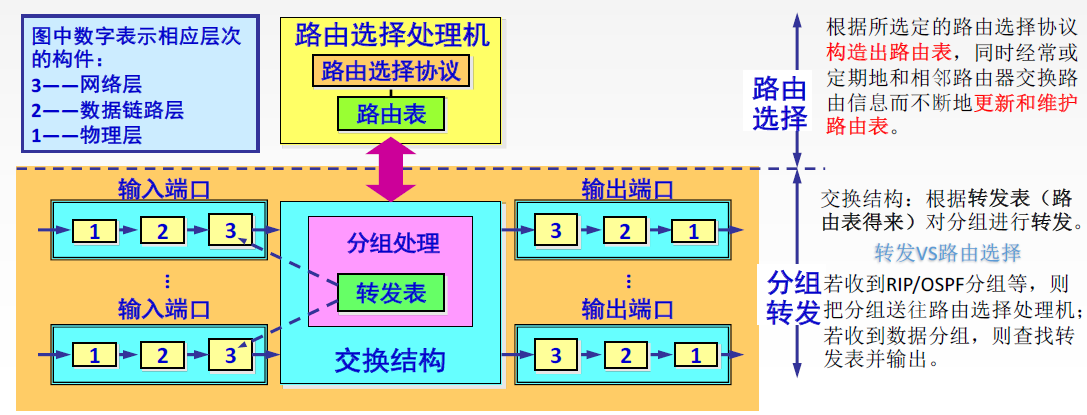 图中数字表示相应层次
的构件：
3——网络层
2——数据链路层
1——物理层
路由选择处理机
路由选择协议
路由表
路由
选择
根据所选定的路由选择协议
构造出路由表，同时经常或
定期地和相邻路由器交换路
由信息而不断地更新和维护
路由表。
输入端口
1
2
3
⋮
输入端口
1
2
3
分组处理
转发表
交换结构
输出端口
3
2
1
⋮
输出端口
3
2
1
分组
转发
交换结构：根据转发表（路
由表得来）对分组进行转发。
转发VS路由选择
若收到RIP/OSPF分组等，则
把分组送往路由选择处理机；
若收到数据分组，则查找转
发表并输出。